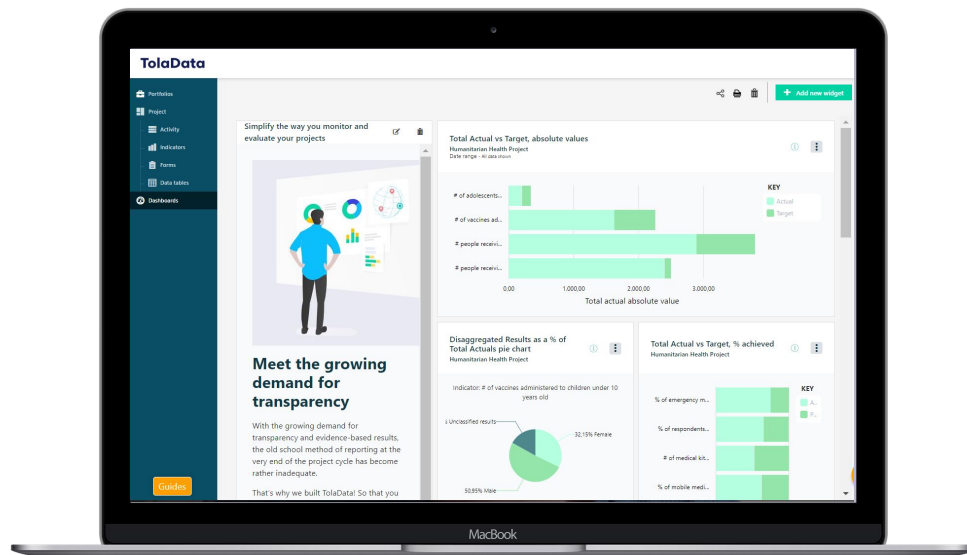 TolaData
Portfolios
Project
Activity
Indicators
Forms
Data tables
Dashboards
Guides
Add new widget
Simplify the way you monitor and
evaluate your projects
Meet the growing
demand for
transparency
With the growing demand for
transparency and evidence-based results,
the old school method of reporting at the
very end of the project cycle has become
rather inadequate.
That's why we built TolaData! So that you
Total Actual vs Target, absolute values
Humanitarian Health Project
Date range - All data shown
KEY
Actual
Target
# of adolescents...
# of vaccines ad...
# people receivi...
# people receivi...
0,00 1.000,00 2.000,00 3.000,00
Total actual absolute value
Disaggregated Results as a % of
Total Actuals pie chart
Humanitarian Health Project
Indicator: # of vaccines administered to children under 10
years old
Unclassified results
32,15% Female
50,95% Male
Total Actual vs Target, % achieved
Humanitarian Health Project
KEY
A..
P..
% of emergency m...
% of respondents...
# of medical kit...
% of mobile medi...
MacBook